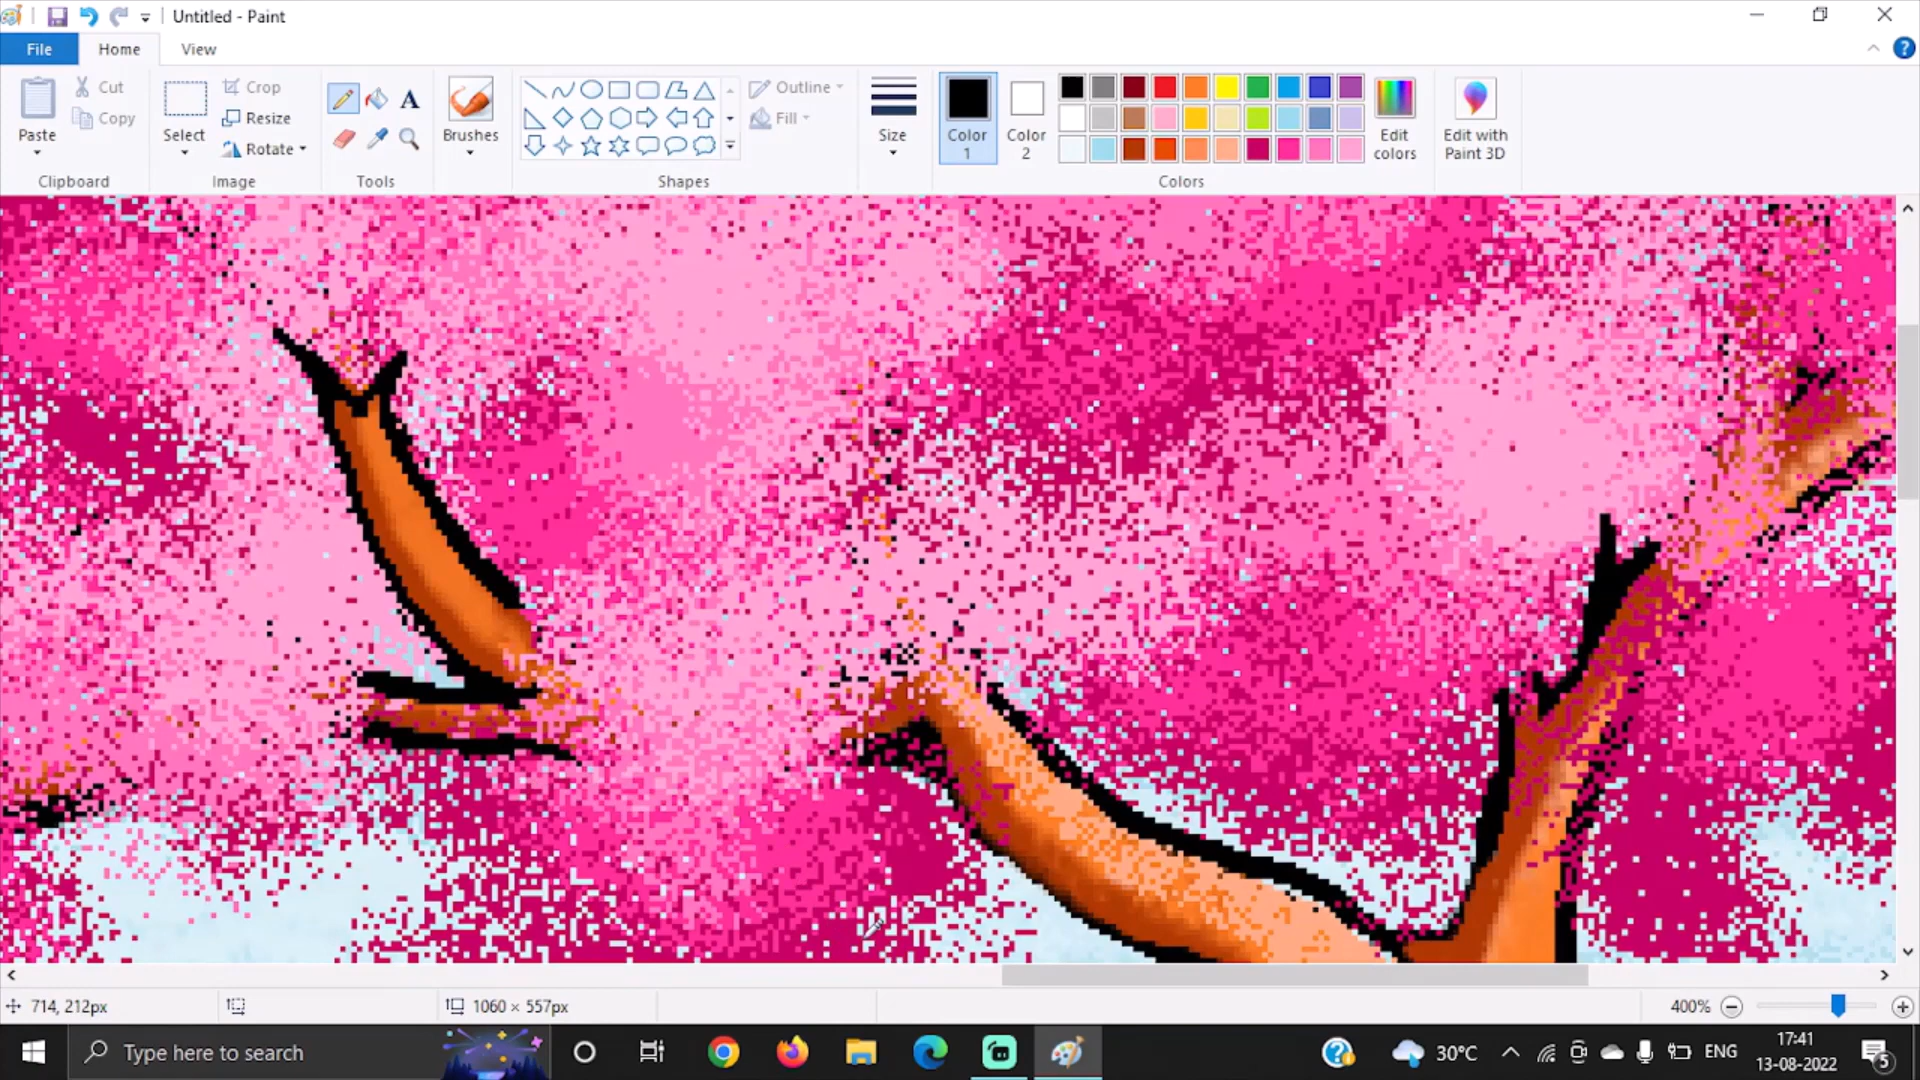 Untitled - Paint
File Home View
Paste
Cut
Copy
Clipboard
Select
Crop
Resize
Rotate
Image
A
Tools
Brushes
Outline
Fill
Shapes
Size
Color 1
Color 2
Edit colors
Edit with Paint 3D
Colors
714, 212px
1060 × 557px
400%
Type here to search
30°C
ENG
17:41
13-08-2022
5